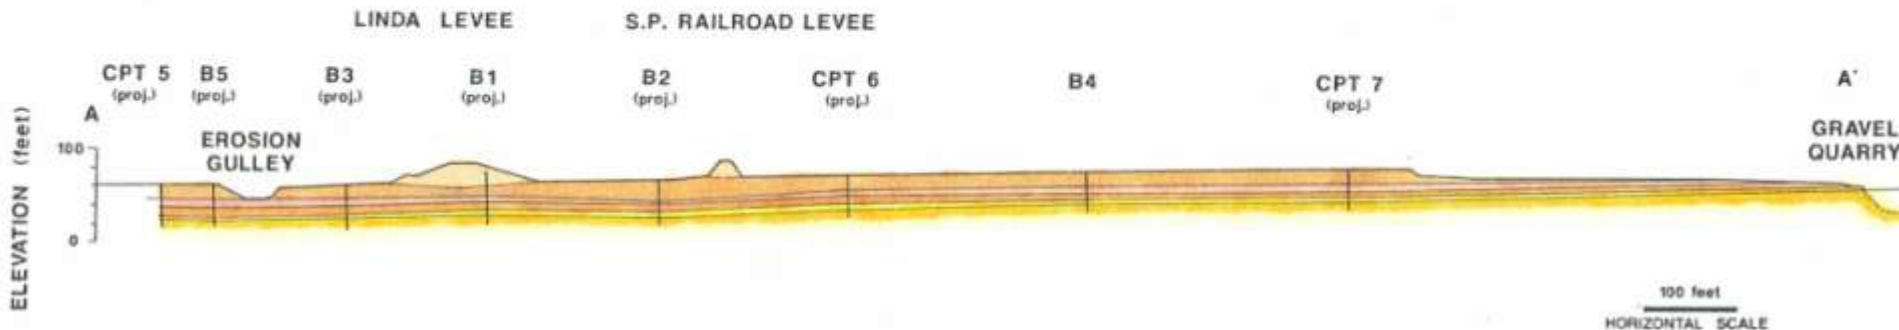 LINDA LEVEE
S.P. RAILROAD LEVEE
CPT 5
(proj.)
B5
(proj.)
B3
(proj.)
B1
(proj.)
B2
(proj.)
CPT 6
(proj.)
B4
CPT 7
(proj.)
A
A'
EROSION
GULLEY
GRAVEL
QUARRY
ELEVATION (feet)
100
0
100 feet
HORIZONTAL SCALE